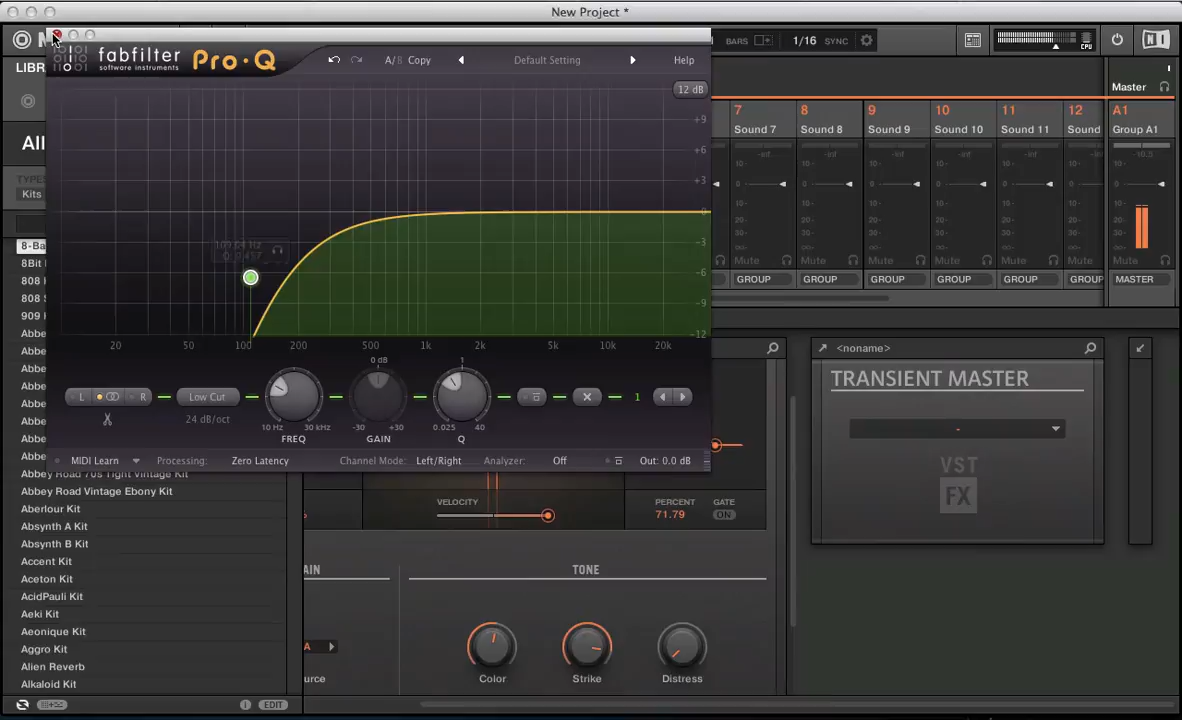 New Project *
fabfilter
software instruments
Pro·Q
A/ Copy
Default Setting
Help
BARS
1/16
SYNC
CPU
LIBR
12 dB
Master
All
7
8
9
10
11
12
A1
Sound 7
Sound 8
Sound 9
Sound 10
Sound 11
Sound
Group A1
Mute
Mute
Mute
Mute
Mute
Mute
GROUP
GROUP
GROUP
GROUP
GROUP
GROUP
MASTER
+9
+6
+3
0
-3
-6
-9
-12
20
50
100
200
500
1k
2k
5k
10k
20k
0 dB
1
L
R
Low Cut
24 dB/oct
10 Hz
30 kHz
FREQ
-30
+30
GAIN
0.025
40
Q
1
MIDI Learn
Processing:
Zero Latency
Channel Mode:
Left/Right
Analyzer:
Off
Out: 0.0 dB
TYPE
Kits
8-Ba
8Bit
808
808
909
Abbe
Abbe
Abbe
Abbe
Abbe
Abbe
Abbe
Abbe
Abbey Road 70s Tight Vintage Kit
Abbey Road Vintage Ebony Kit
Aberlour Kit
Absynth A Kit
Absynth B Kit
Accent Kit
Aceton Kit
AcidPauli Kit
Aeki Kit
Aeonique Kit
Aggro Kit
Alien Reverb
Alkaloid Kit
EDIT
VELOCITY
PERCENT
71.79
GATE
ON
AIN
TONE
A
urce
Color
Strike
Distress
<noname>
TRANSIENT MASTER
-
VST
FX